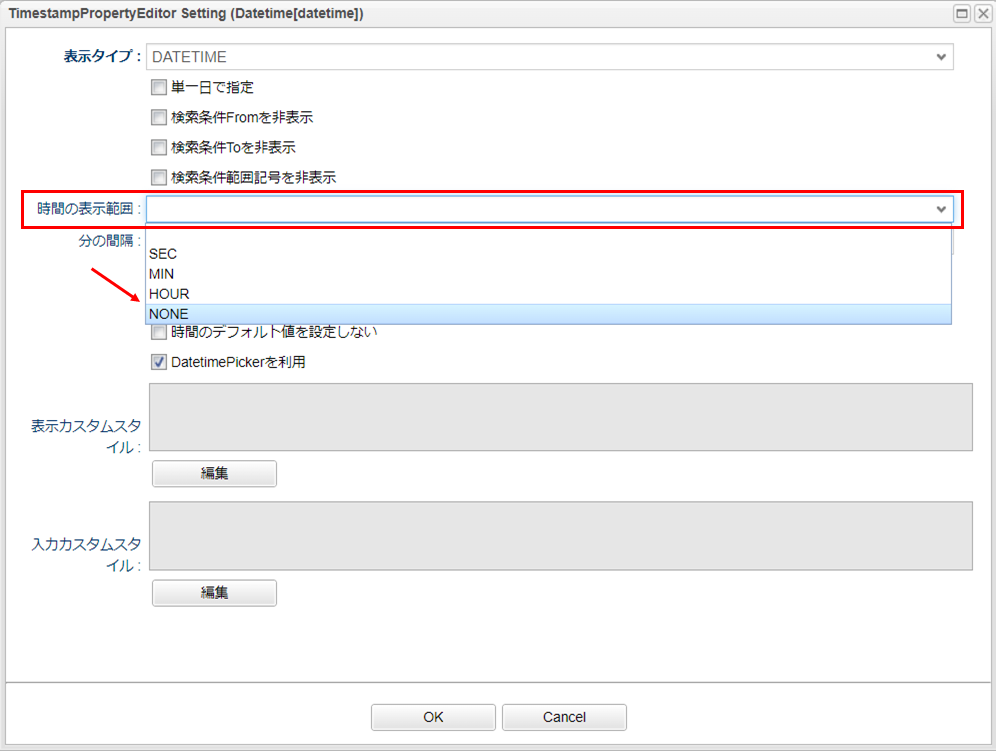 TimestampPropertyEditor Setting (Datetime[datetime])
表示タイプ : DATETIME
単一日で指定
検索条件Fromを非表示
検索条件Toを非表示
検索条件範囲記号を非表示
時間の表示範囲 :
分の間隔 :
SEC
MIN
HOUR
NONE
時間のデフォルト値を設定しない
DatetimePickerを利用
表示カスタムスタ
イル :
編集
入力カスタムスタ
イル :
編集
OK Cancel